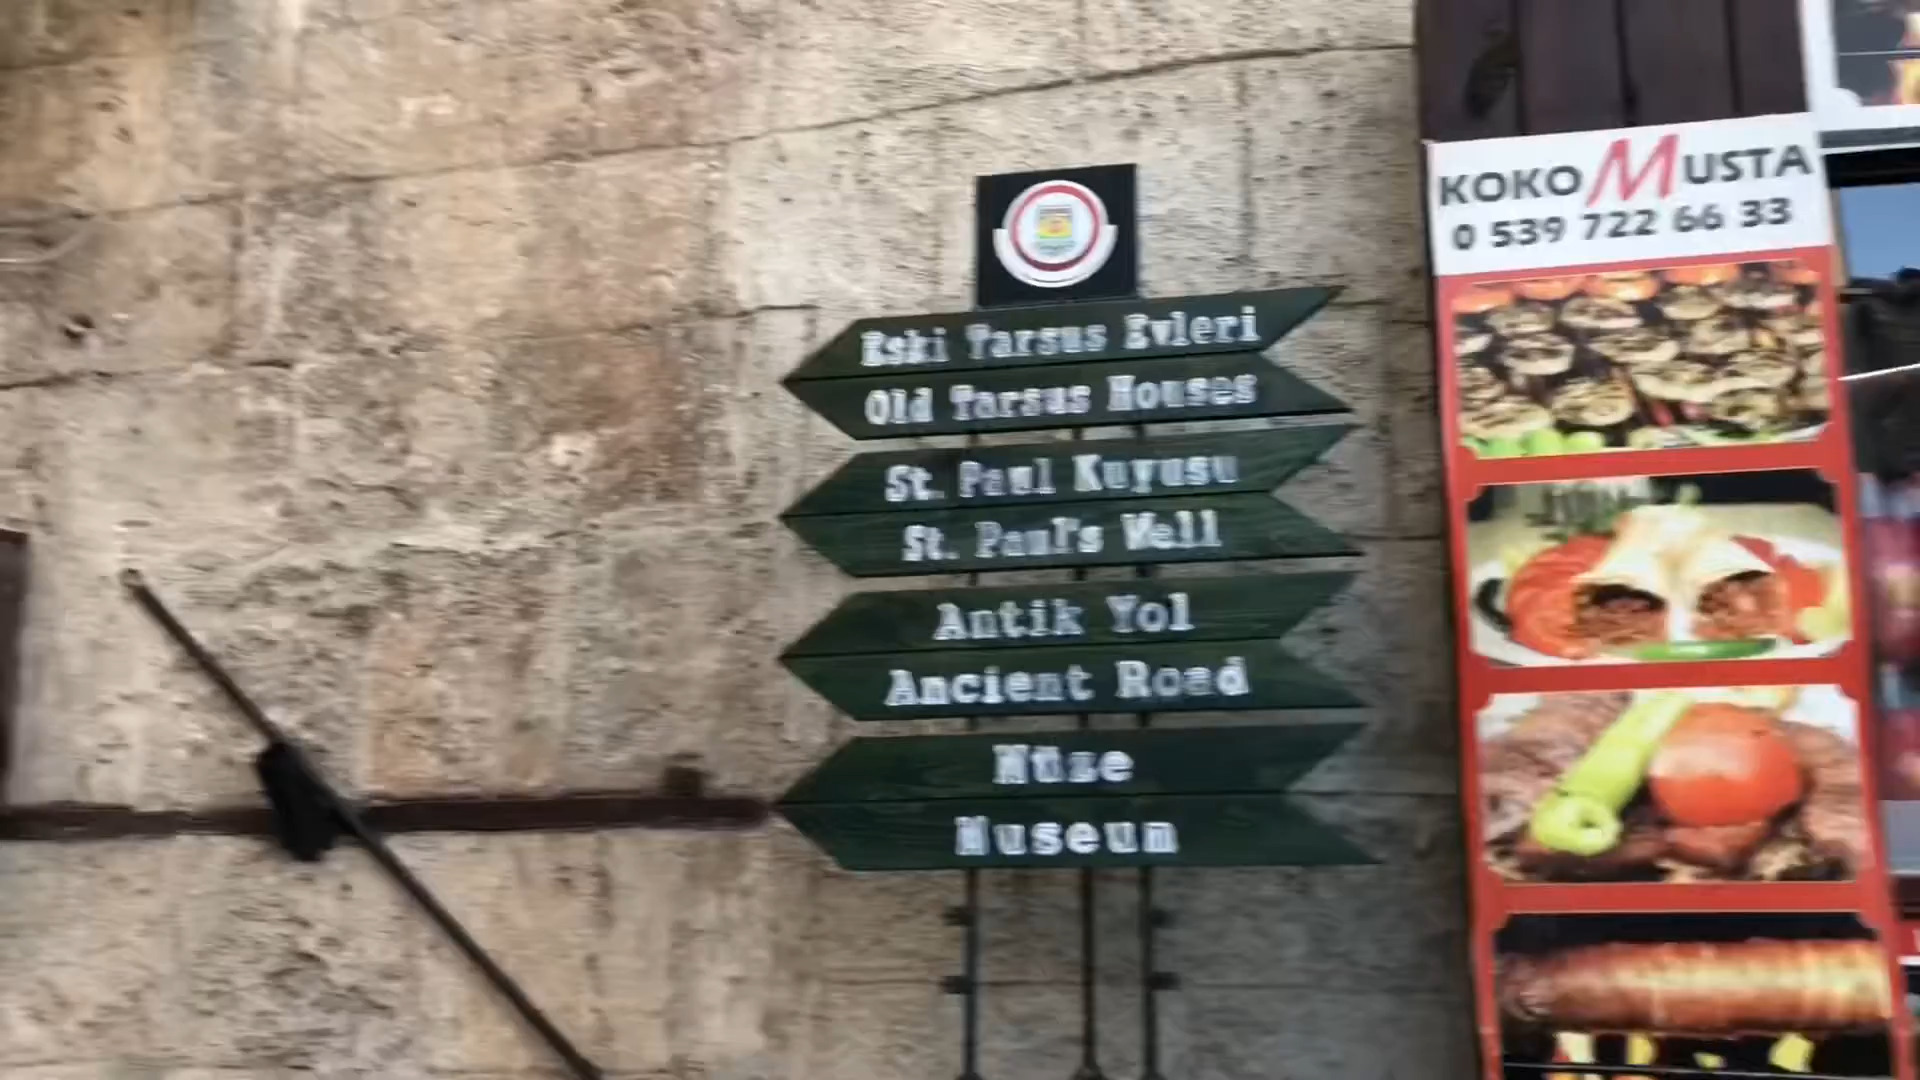 Eski Tarsus Evleri
Old Tarsus Houses
St. Paul Kuyusu
St. Paul's Well
Antik Yol
Ancient Road
Müze
Museum
KOKO MUSTA
0 539 722 66 33